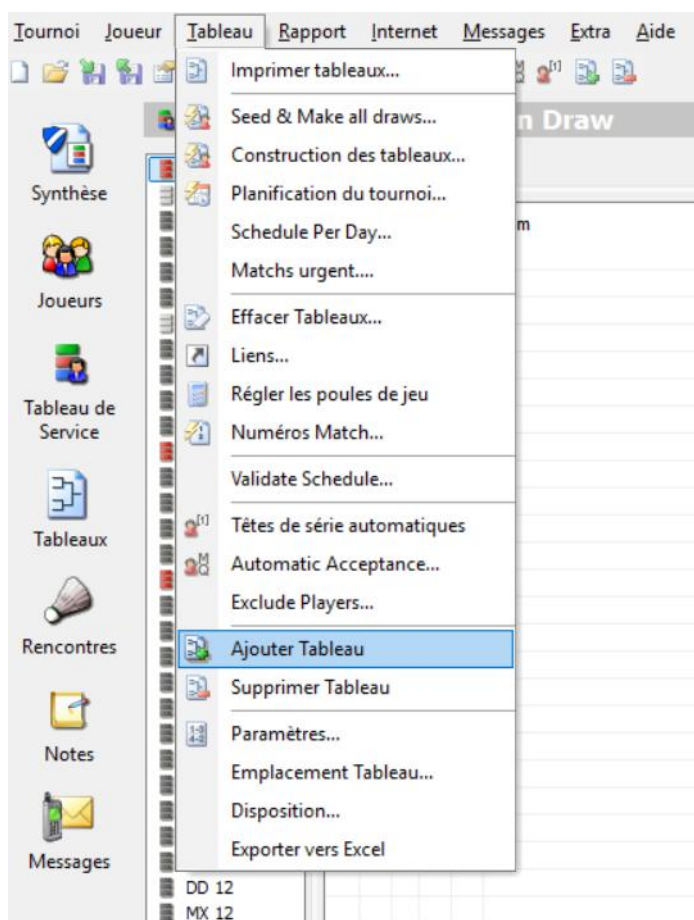 Tournoi Joueur Tableau Rapport Internet Messages Extra Aide
Imprimer tableaux...
Seed & Make all draws...
n Draw
Construction des tableaux...
Synthèse
Planification du tournoi...
Schedule Per Day...
m
Matchs urgent....
Joueurs
Effacer Tableaux...
Liens...
Régler les poules de jeu
Tableau de
Service
Numéros Match...
Validate Schedule...
Têtes de série automatiques
Tableaux
Automatic Acceptance...
Exclude Players...
Rencontres
Ajouter Tableau
Supprimer Tableau
Paramètres...
Notes
Emplacement Tableau...
Disposition...
Exporter vers Excel
Messages
DD 12
MX 12